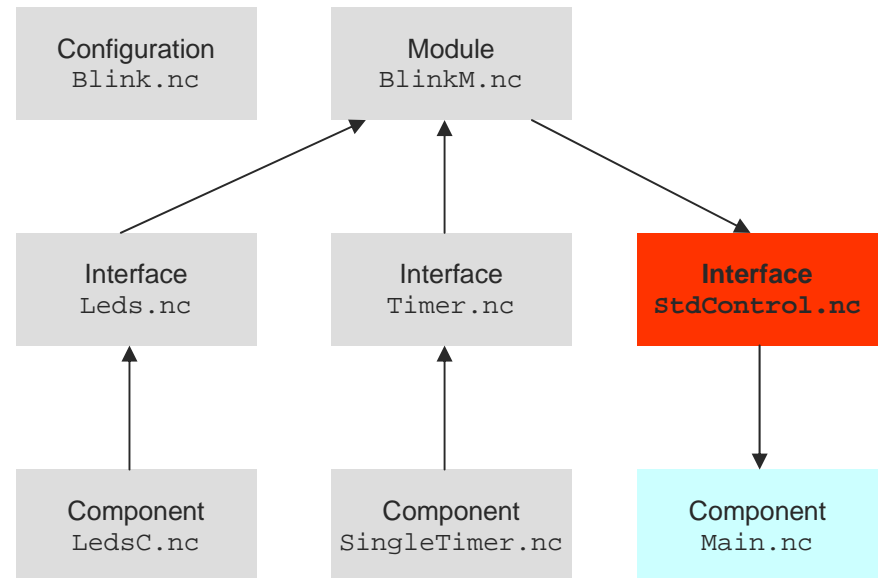 Configuration
Blink.nc
Module
BlinkM.nc
Interface
Leds.nc
Interface
Timer.nc
Interface
StdControl.nc
Component
LedsC.nc
Component
SingleTimer.nc
Component
Main.nc